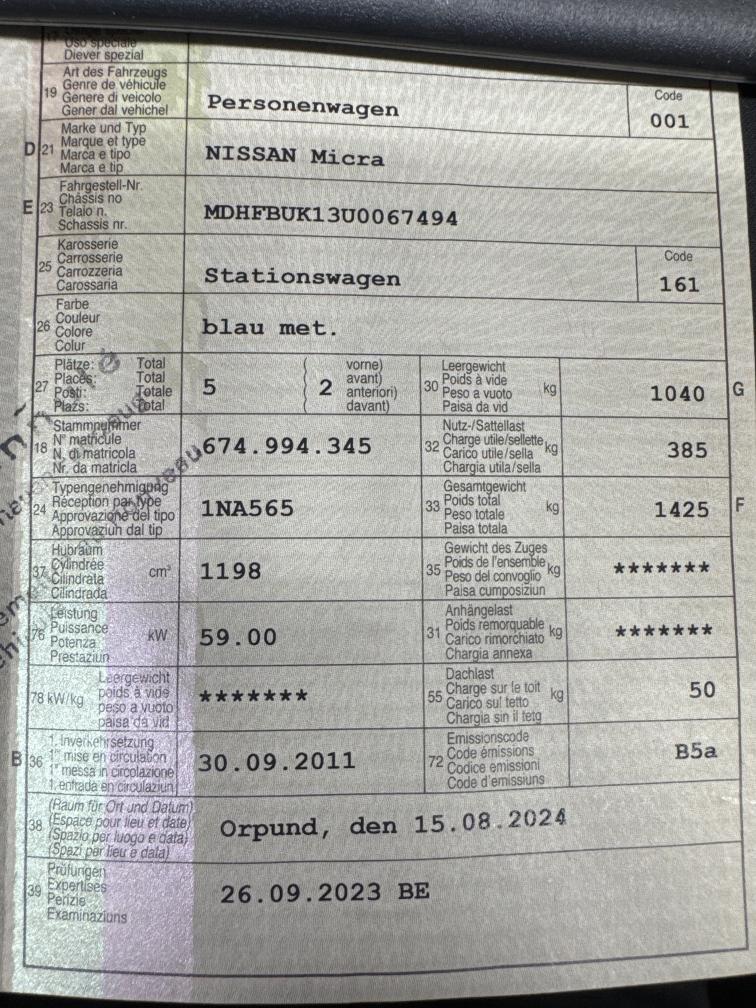 Uso speciale
Diever spezial
19 Art des Fahrzeugs
Genre de véhicule
Genere di veicolo
Gener dal vehichel
Personenwagen
Code
001
D 21 Marke und Typ
Marque et type
Marca e tipo
Marca e tip
NISSAN Micra
E 23 Fahrgestell-Nr.
Châssis no
Telaio n.
Schassis nr.
MDHFBUK13U0067494
25 Karosserie
Carrosserie
Carrozzeria
Carossaria
Stationswagen
Code
161
26 Farbe
Couleur
Colore
Colur
blau met.
27 Plätze: Total
Places: Total
Posti: Totale
Plazs: Total
5
( 2 vorne)
avant)
anteriori)
davant)
30 Leergewicht
Poids à vide
Peso a vuoto
Paisa da vid
kg
1040
G
18 Stammnummer
N° matricule
N. di matricola
Nr. da matricla
674.994.345
32 Nutz-/Sattellast
Charge utile/sellette
Carico utile/sella
Chargia utila/sella
kg
385
24 Typengenehmigung
Réception par type
Approvazione del tipo
Approvaziun dal tip
1NA565
33 Gesamtgewicht
Poids total
Peso totale
Paisa totala
kg
1425
F
37 Hubraum
Cylindrée
Cilindrata
Cilindrada
cm³
1198
35 Gewicht des Zuges
Poids de l'ensemble
Peso del convoglio
Paisa cumposiziun
kg
*******
76 Leistung
Puissance
Potenza
Prestaziun
kW
59.00
31 Anhängelast
Poids remorquable
Carico rimorchiato
Chargia annexa
kg
*******
78 kW/kg Leergewicht
poids à vide
peso a vuoto
paisa da vid
*******
55 Dachlast
Charge sur le toit
Carico sul tetto
Chargia sin il tetg
kg
50
B 36 1. Inverkehrsetzung
1re mise en circulation
1a messa in circolazione
1. entrada en circulaziun
30.09.2011
72 Emissionscode
Code émissions
Codice emissioni
Code d'emissiuns
B5a
38 (Raum für Ort und Datum)
(Espace pour lieu et date)
(Spazio per luogo e data)
(Spazi per lieu e data)
Orpund, den 15.08.2024
39 Prüfungen
Expertises
Perizie
Examinaziuns
26.09.2023 BE